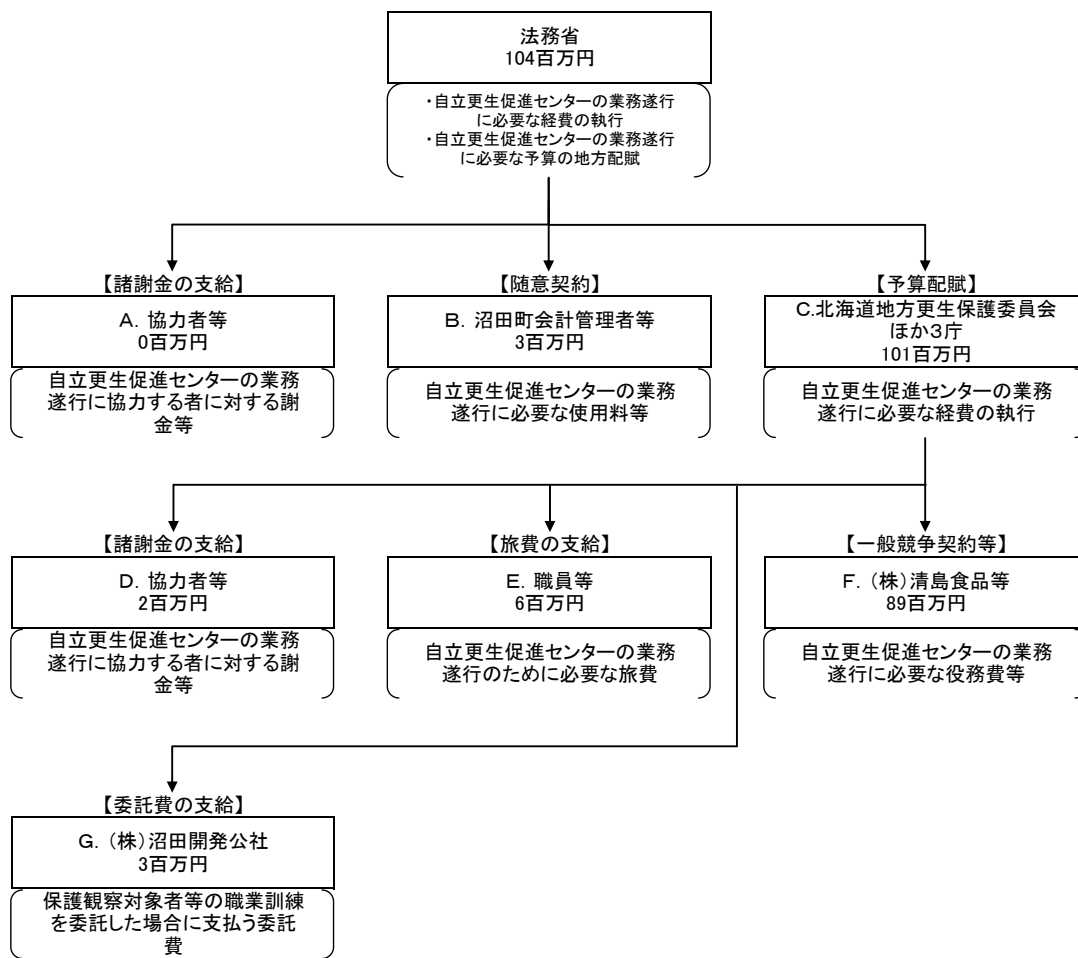 法務省
104百万円
・自立更生促進センターの業務遂行
に必要な経費の執行
・自立更生促進センターの業務遂行
に必要な予算の地方配賦
【諸謝金の支給】
A．協力者等
0百万円
自立更生促進センターの業務
遂行に協力する者に対する謝
金等
【随意契約】
B．沼田町会計管理者等
3百万円
自立更生促進センターの業務
遂行に必要な使用料等
【予算配賦】
C.北海道地方更生保護委員会
ほか３庁
101百万円
自立更生促進センターの業務
遂行に必要な経費の執行
【諸謝金の支給】
D．協力者等
2百万円
自立更生促進センターの業務
遂行に協力する者に対する謝
金等
【旅費の支給】
E．職員等
6百万円
自立更生促進センターの業務
遂行のために必要な旅費
【一般競争契約等】
F．（株）清島食品等
89百万円
自立更生促進センターの業務
遂行に必要な役務費等
【委託費の支給】
G．（株）沼田開発公社
3百万円
保護観察対象者等の職業訓練
を委託した場合に支払う委託
費